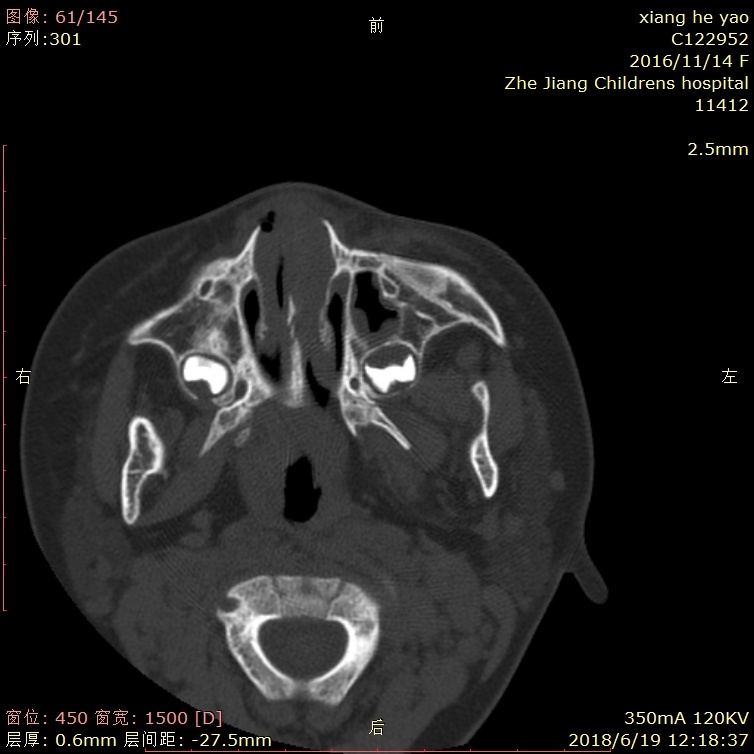 图像: 61/145
序列:301
前
xiang he yao
C122952
2016/11/14 F
Zhe Jiang Childrens hospital
11412
2.5mm
右
左
窗位: 450 窗宽: 1500 [D]
层厚: 0.6mm 层间距: -27.5mm
后
350mA 120KV
2018/6/19 12:18:37